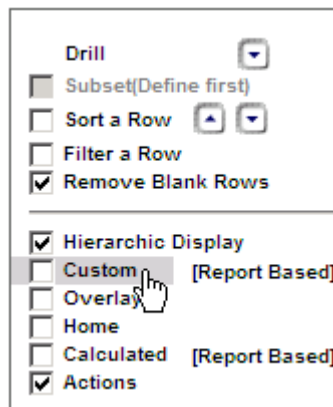 Drill
Subset(Define first)
Sort a Row
Filter a Row
Remove Blank Rows
Hierarchic Display
Custom [Report Based]
Overlay
Home
Calculated [Report Based]
Actions